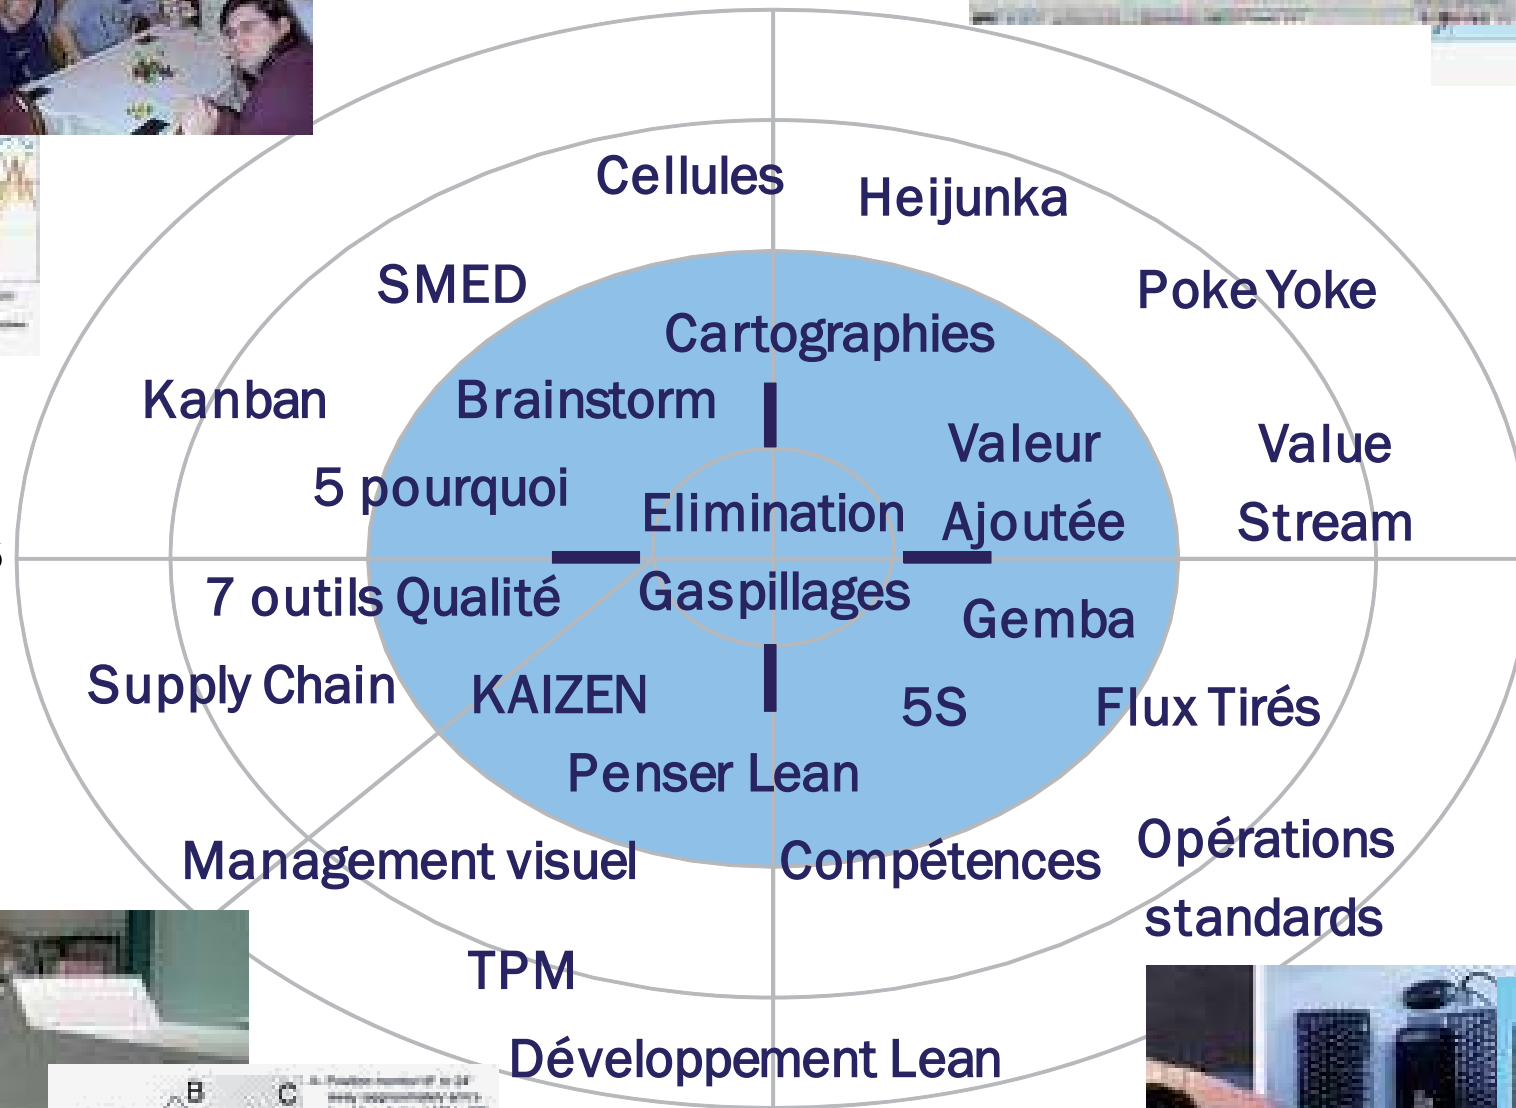 Cellules
Heijunka
SMED
Poke Yoke
Cartographies
Kanban
Brainstorm
Valeur
Ajoutée
Value
Stream
5 pourquoi
Elimination
Gaspillages
7 outils Qualité
Gemba
Supply Chain
KAIZEN
5S
Flux Tirés
Penser Lean
Management visuel
Compétences
Opérations
standards
TPM
Développement Lean
B C